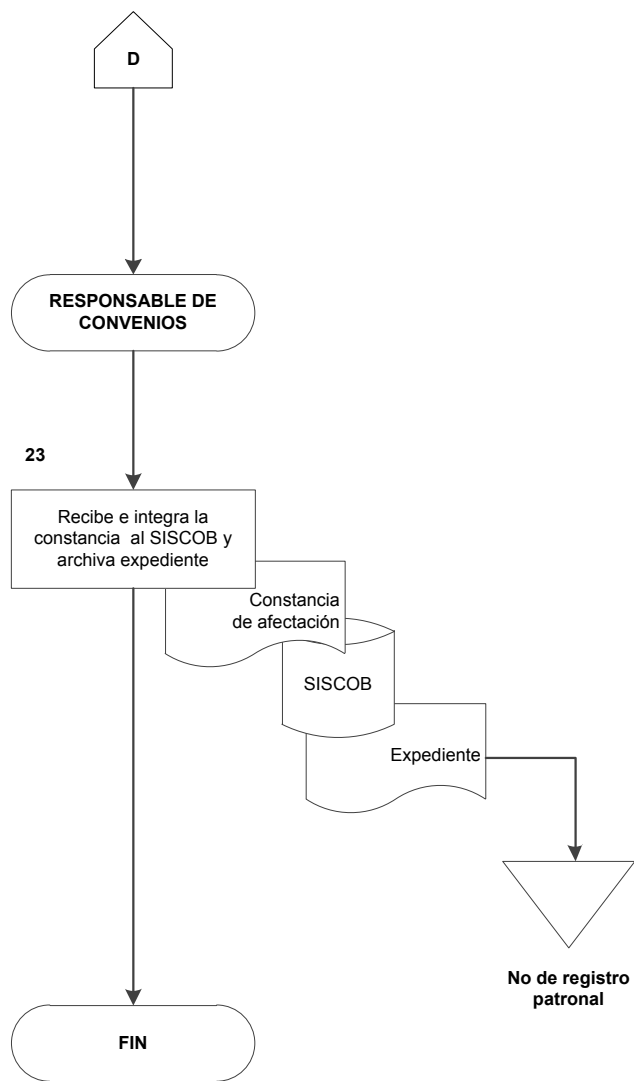 D
RESPONSABLE DE
CONVENIOS
23
Recibe e integra la
constancia al SISCOB y
archiva expediente
Constancia
de afectación
SISCOB
Expediente
No de registro
patronal
FIN